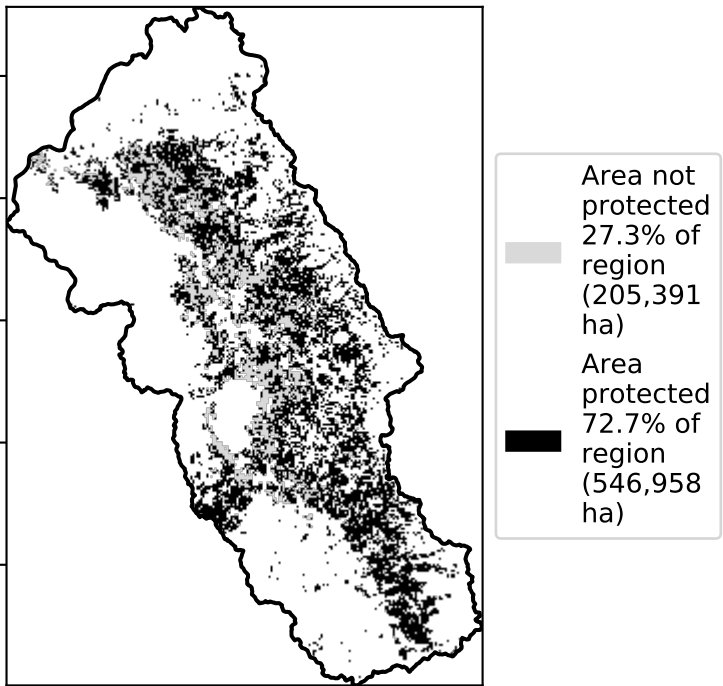 Area not
protected
27.3% of
region
(205,391
ha)
Area
protected
72.7% of
region
(546,958
ha)